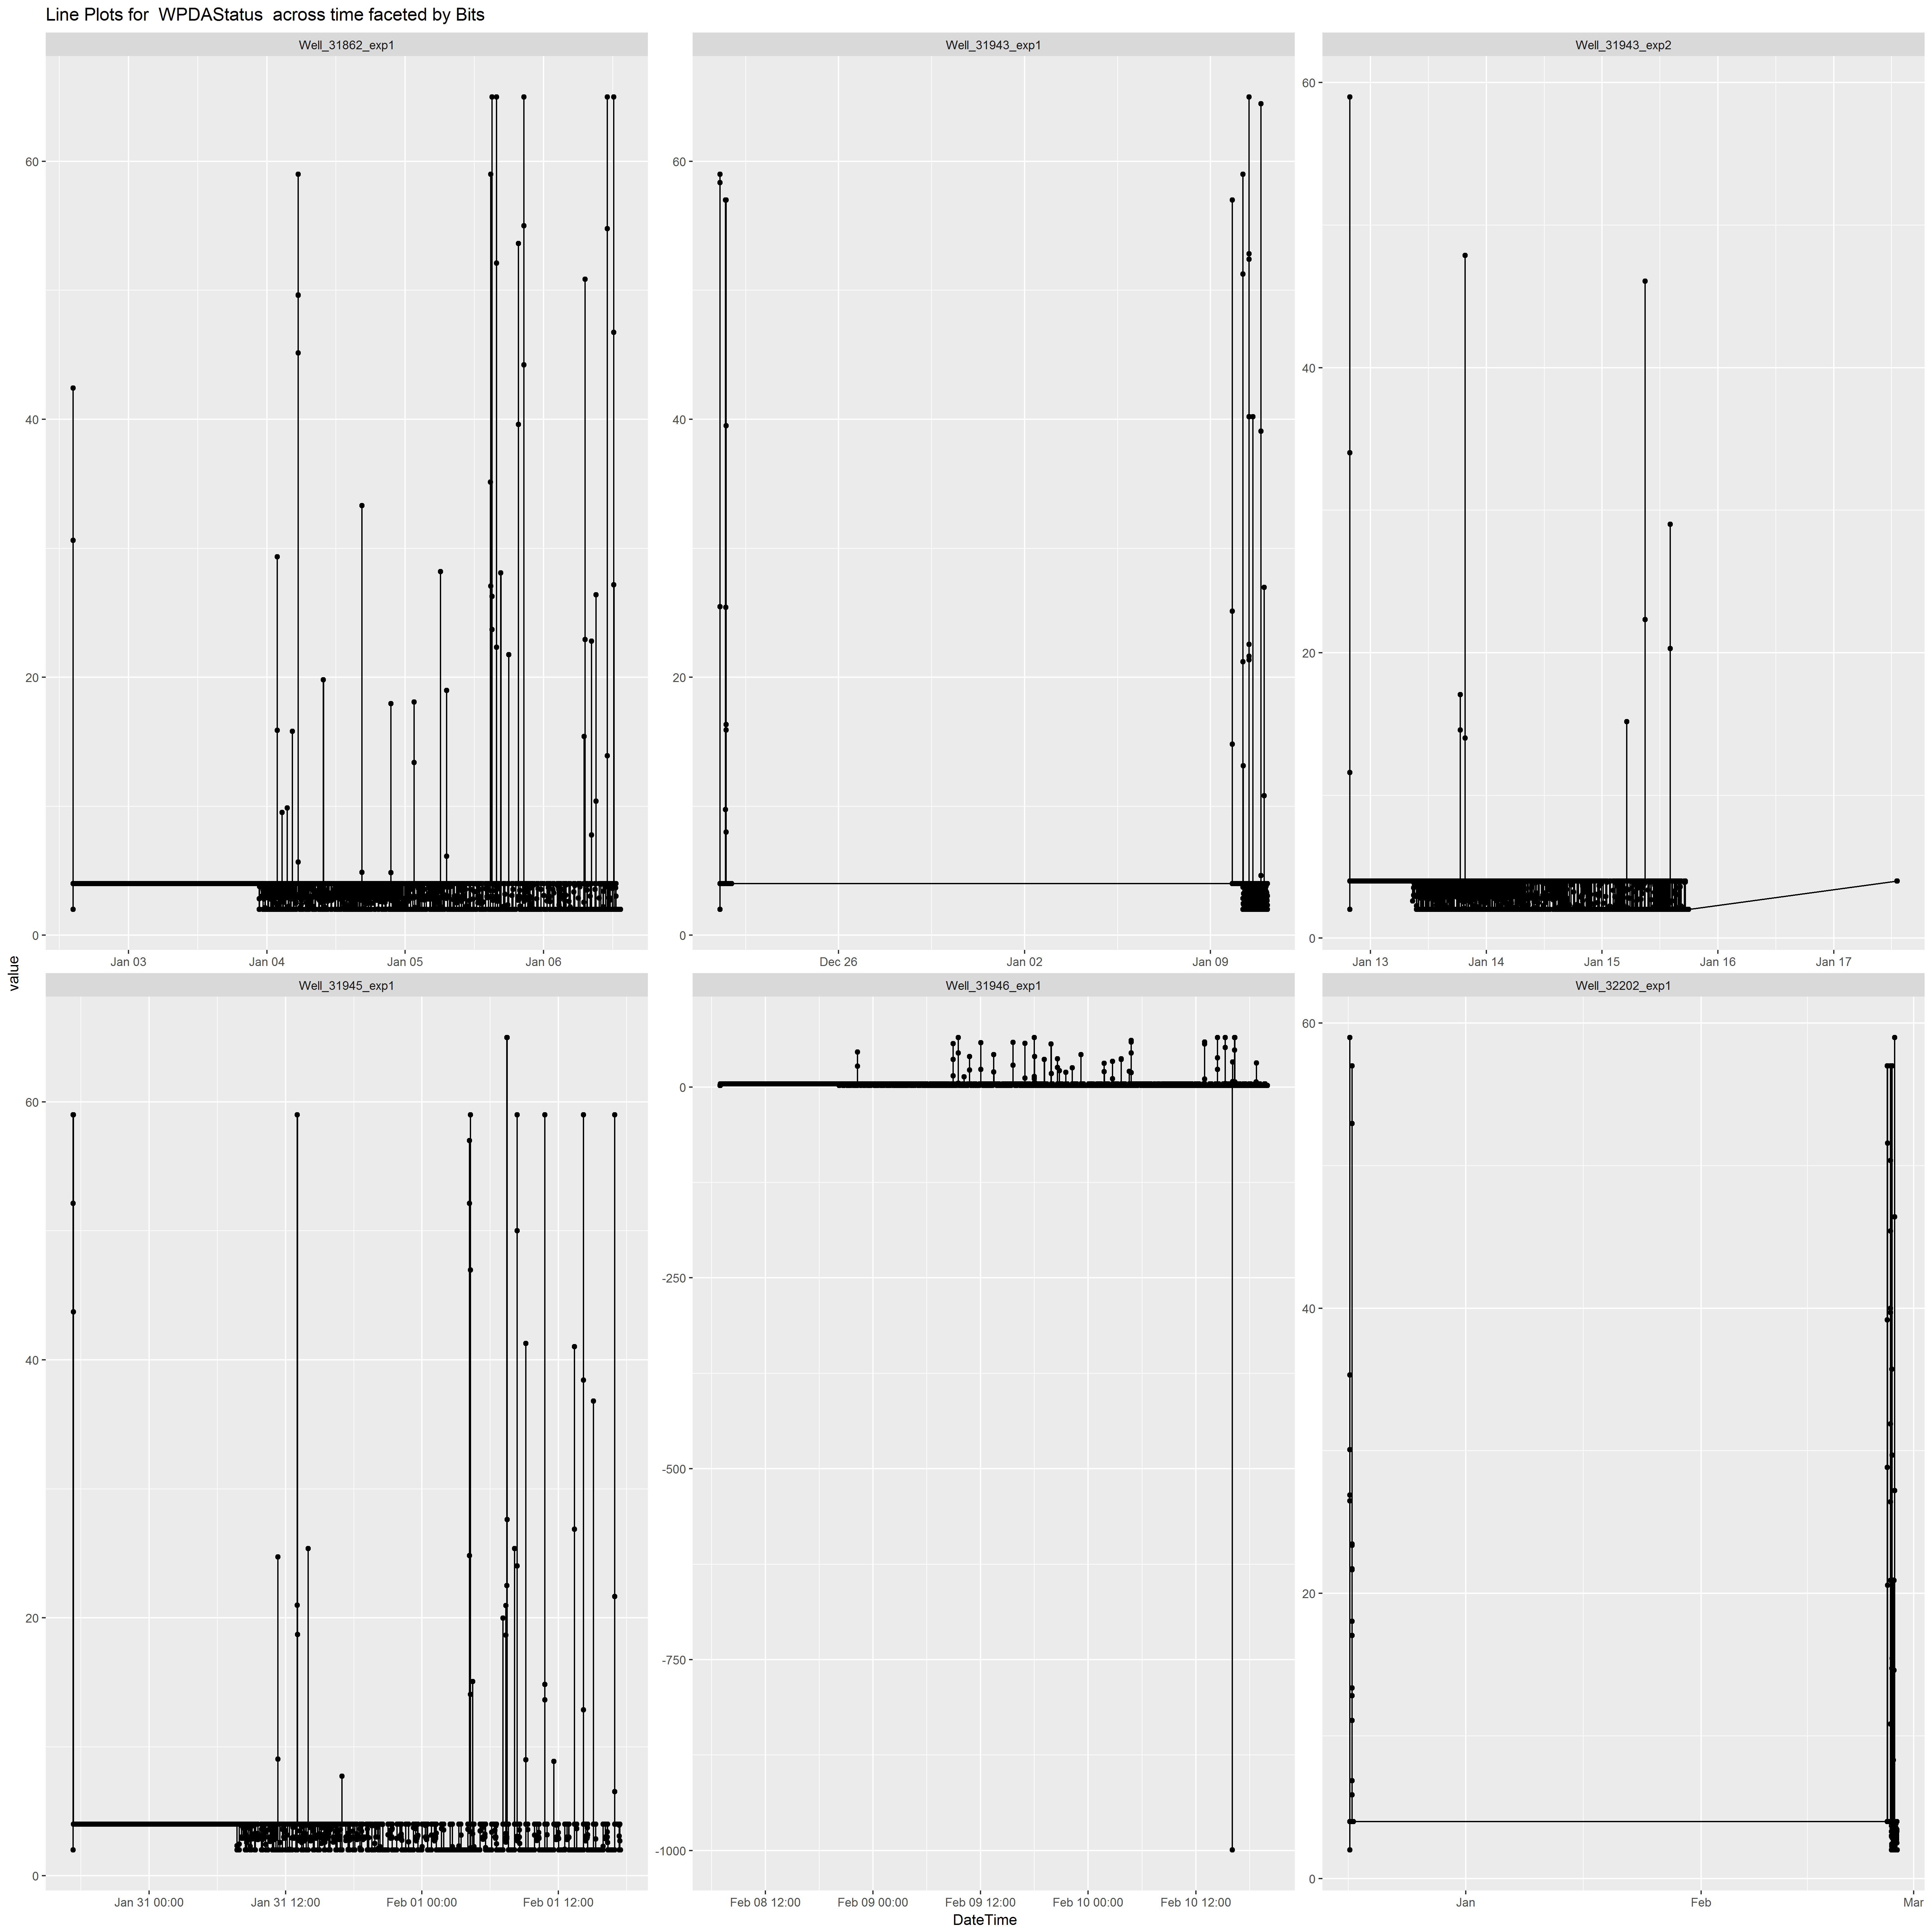 Line Plots for  WPDAStatus  across time faceted by Bits
Well_31862_exp1
Well_31943_exp1
Well_31943_exp2
60
40
20
0
Jan 03
Jan 04
Jan 05
Jan 06
60
40
20
0
Dec 26
Jan 02
Jan 09
60
40
20
0
Jan 13
Jan 14
Jan 15
Jan 16
Jan 17
value
Well_31945_exp1
Well_31946_exp1
Well_32202_exp1
60
40
20
0
Jan 31 00:00
Jan 31 12:00
Feb 01 00:00
Feb 01 12:00
0
-250
-500
-750
-1000
Feb 08 12:00
Feb 09 00:00
Feb 09 12:00
Feb 10 00:00
Feb 10 12:00
60
40
20
0
Jan
Feb
Mar
DateTime